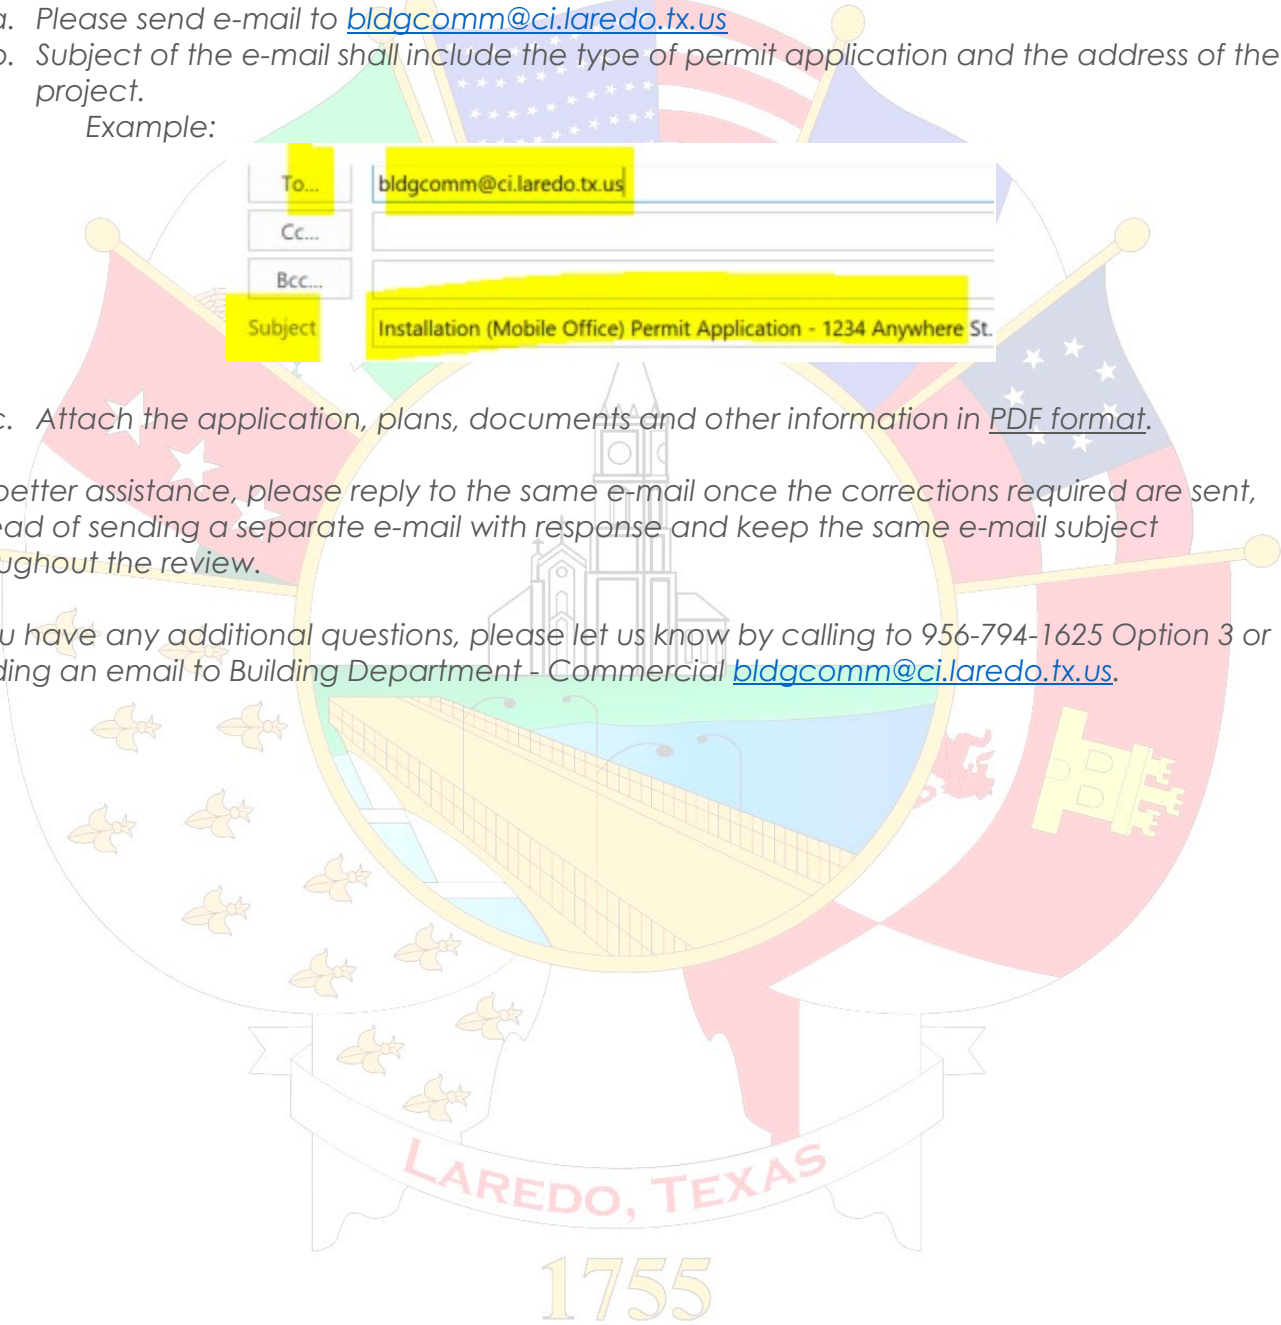 a. Please send e-mail to bldgcomm@ci.laredo.tx.us
b. Subject of the e-mail shall include the type of permit application and the address of the
project.
Example:
To... bldgcomm@ci.laredo.tx.us
Cc...
Bcc...
Subject Installation (Mobile Office) Permit Application - 1234 Anywhere St.
c. Attach the application, plans, documents and other information in PDF format.
better assistance, please reply to the same e-mail once the corrections required are sent,
ead of sending a separate e-mail with response and keep the same e-mail subject
ughout the review.
u have any additional questions, please let us know by calling to 956-794-1625 Option 3 or
ding an email to Building Department - Commercial bldgcomm@ci.laredo.tx.us.
LAREDO, TEXAS
1755